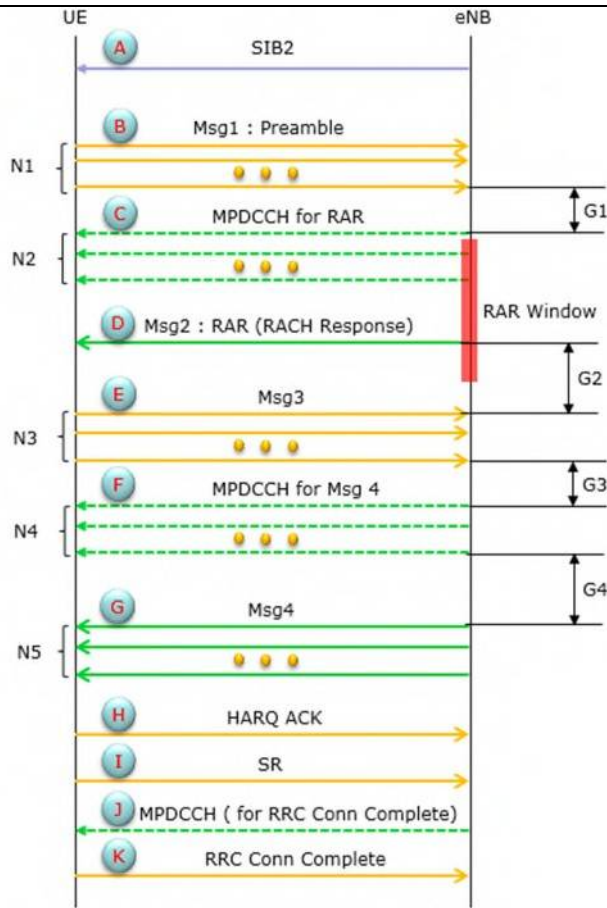 UE eNB
A SIB2
B Msg1 : Preamble
N1
G1
C MPDCCH for RAR
N2
RAR Window
D Msg2 : RAR (RACH Response)
G2
E Msg3
N3
G3
F MPDCCH for Msg 4
N4
G4
G Msg4
N5
H HARQ ACK
I SR
J MPDCCH ( for RRC Conn Complete)
K RRC Conn Complete